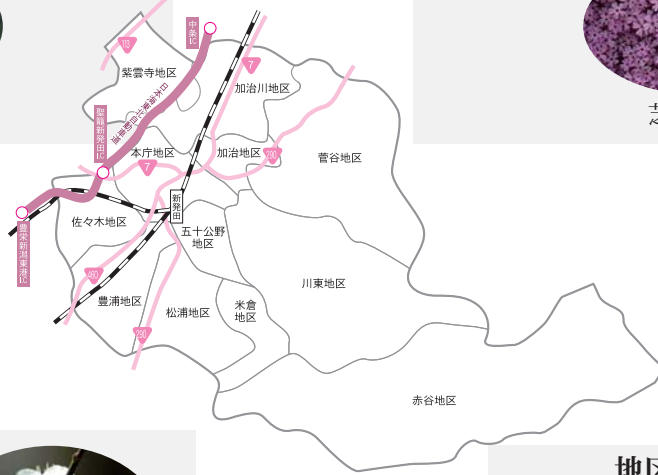 中条IC
113
紫雲寺地区
7
加治川地区
日本海東北自動車道
聖籠新発田IC
本庁地区
7
加治地区
290
菅谷地区
新発田
佐々木地区
五十公野
地区
豊栄新潟東港IC
460
豊浦地区
290
松浦地区
米倉
地区
川東地区
赤谷地区
地区